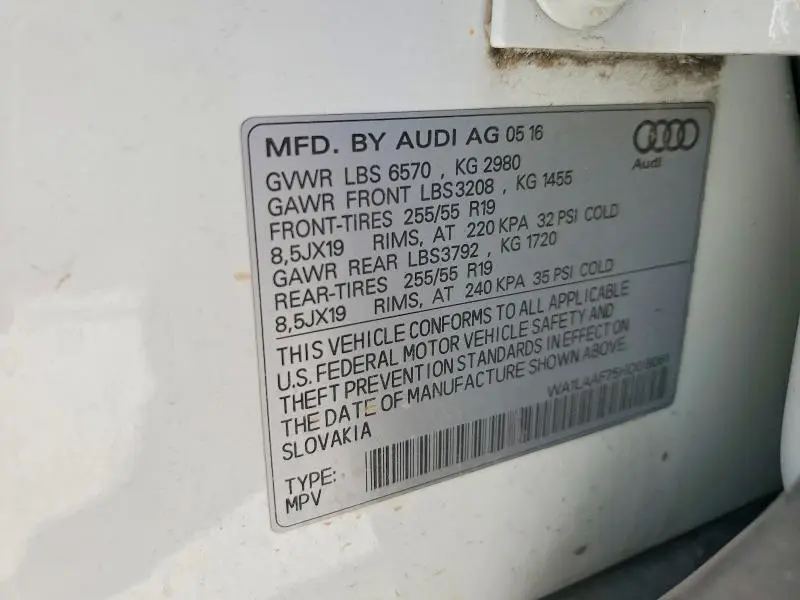 MFD. BY AUDI AG 05 16
Audi
GVWR LBS 6570 , KG 2980
GAWR FRONT LBS3208 , KG 1455
FRONT-TIRES 255/55 R19
8,5JX19 RIMS, AT 220 KPA 32 PSI COLD
GAWR REAR LBS3792 , KG 1720
REAR-TIRES 255/55 R19
8,5JX19 RIMS, AT 240 KPA 35 PSI COLD
THIS VEHICLE CONFORMS TO ALL APPLICABLE
U.S. FEDERAL MOTOR VEHICLE SAFETY AND
THEFT PREVENTION STANDARDS IN EFFECT ON
THE DATE OF MANUFACTURE SHOWN ABOVE.
SLOVAKIA
TYPE:
MPV